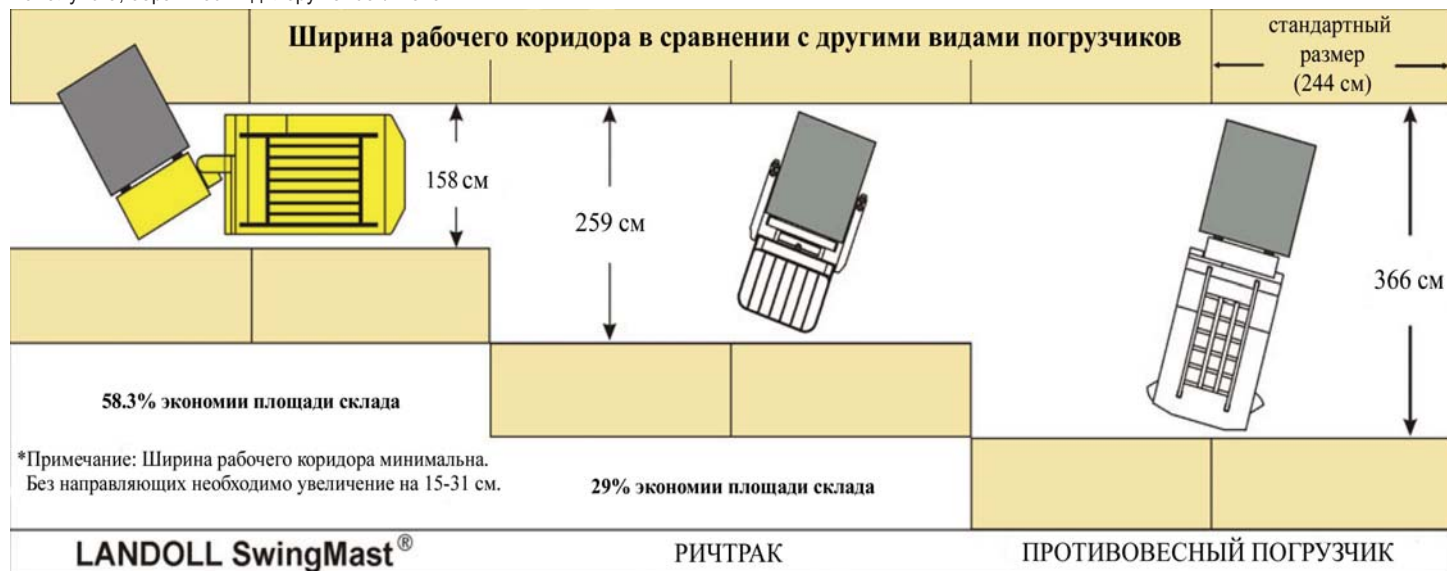 Ширина рабочего коридора в сравнении с другими видами погрузчиков
стандартный
размер
(244 см)
158 см
259 см
366 см
58.3% экономии площади склада
*Примечание: Ширина рабочего коридора минимальна.
Без направляющих необходимо увеличение на 15-31 см.
29% экономии площади склада
LANDOLL SwingMast®
РИЧТРАК
ПРОТИВОВЕСНЫЙ ПОГРУЗЧИК